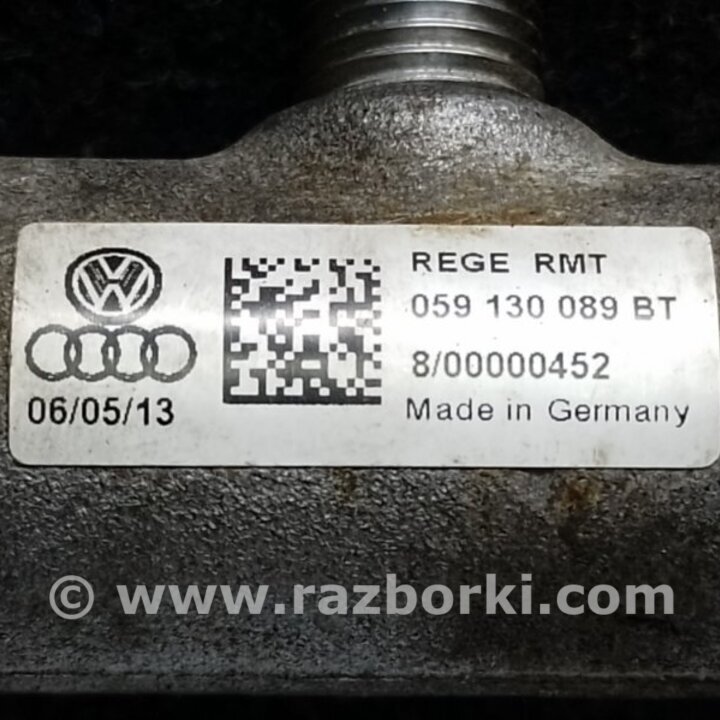 REGE RMT
059 130 089 BT
8/00000452
06/05/13
Made in Germany
© www.razborki.com